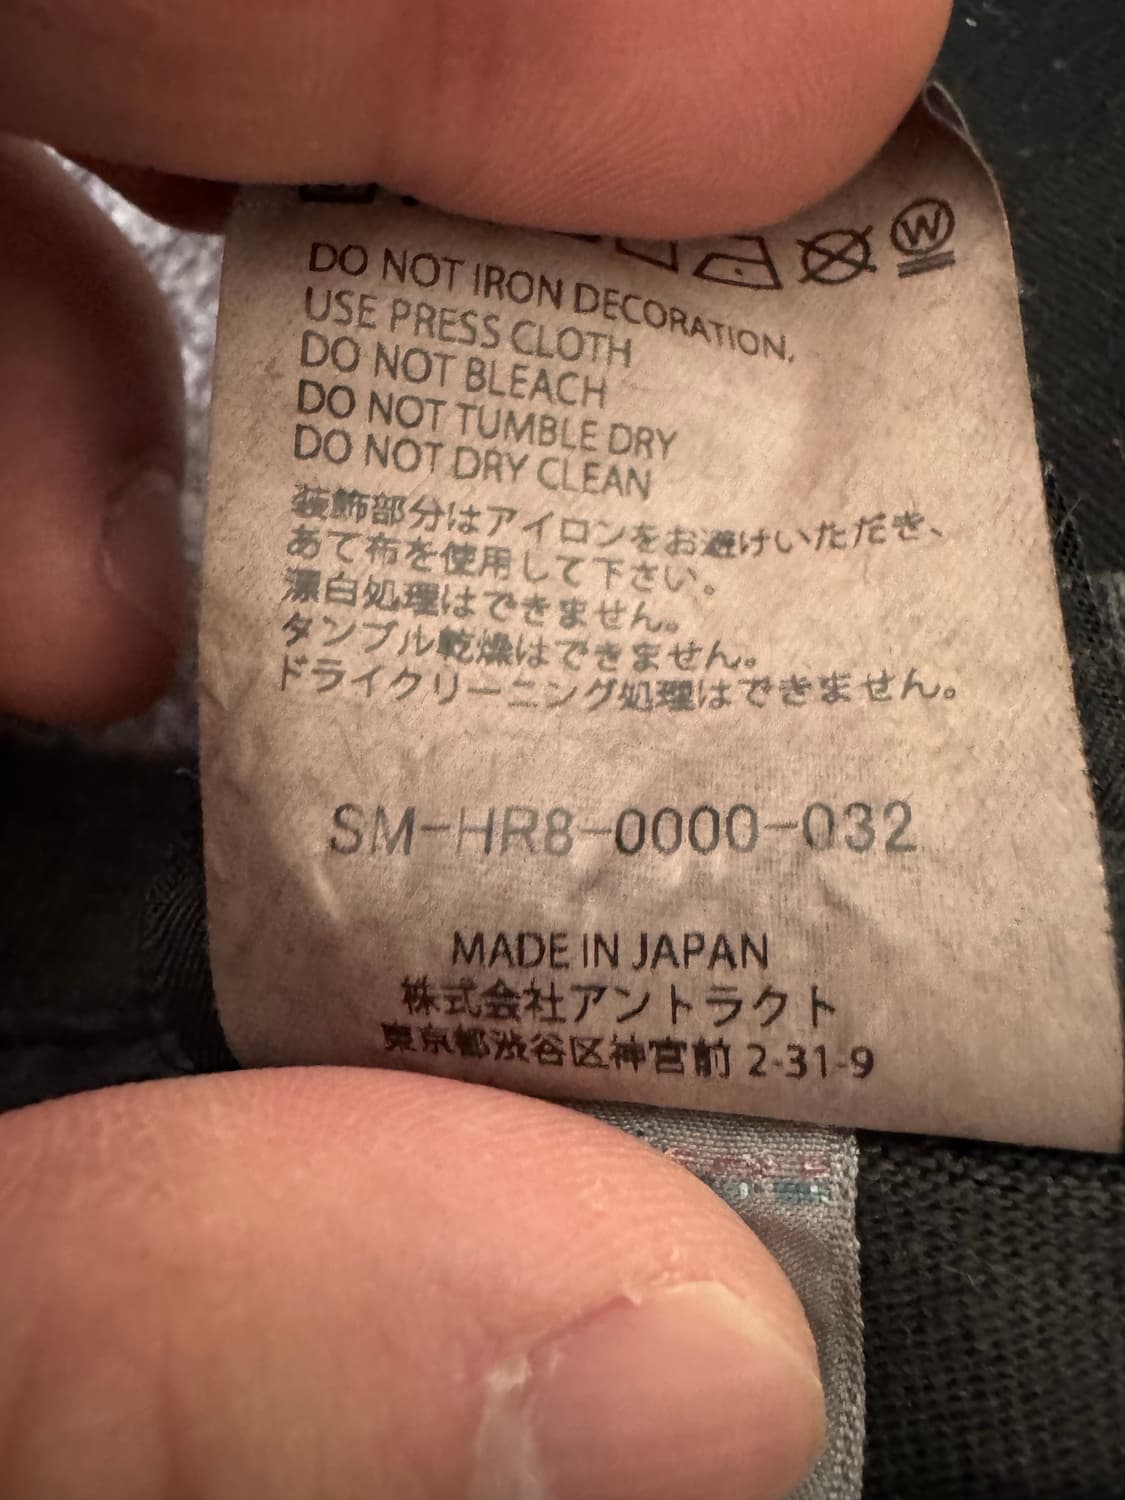 W
DO NOT IRON DECORATION.
USE PRESS CLOTH
DO NOT BLEACH
DO NOT TUMBLE DRY
DO NOT DRY CLEAN
装飾部分はアイロンをお避けいただき、
あて布を使用して下さい。
漂白処理はできません。
タンブル乾燥はできません。
ドライクリーニング処理はできません。
SM-HR8-0000-032
MADE IN JAPAN
株式会社アントラクト
東京都渋谷区神宮前 2-31-9